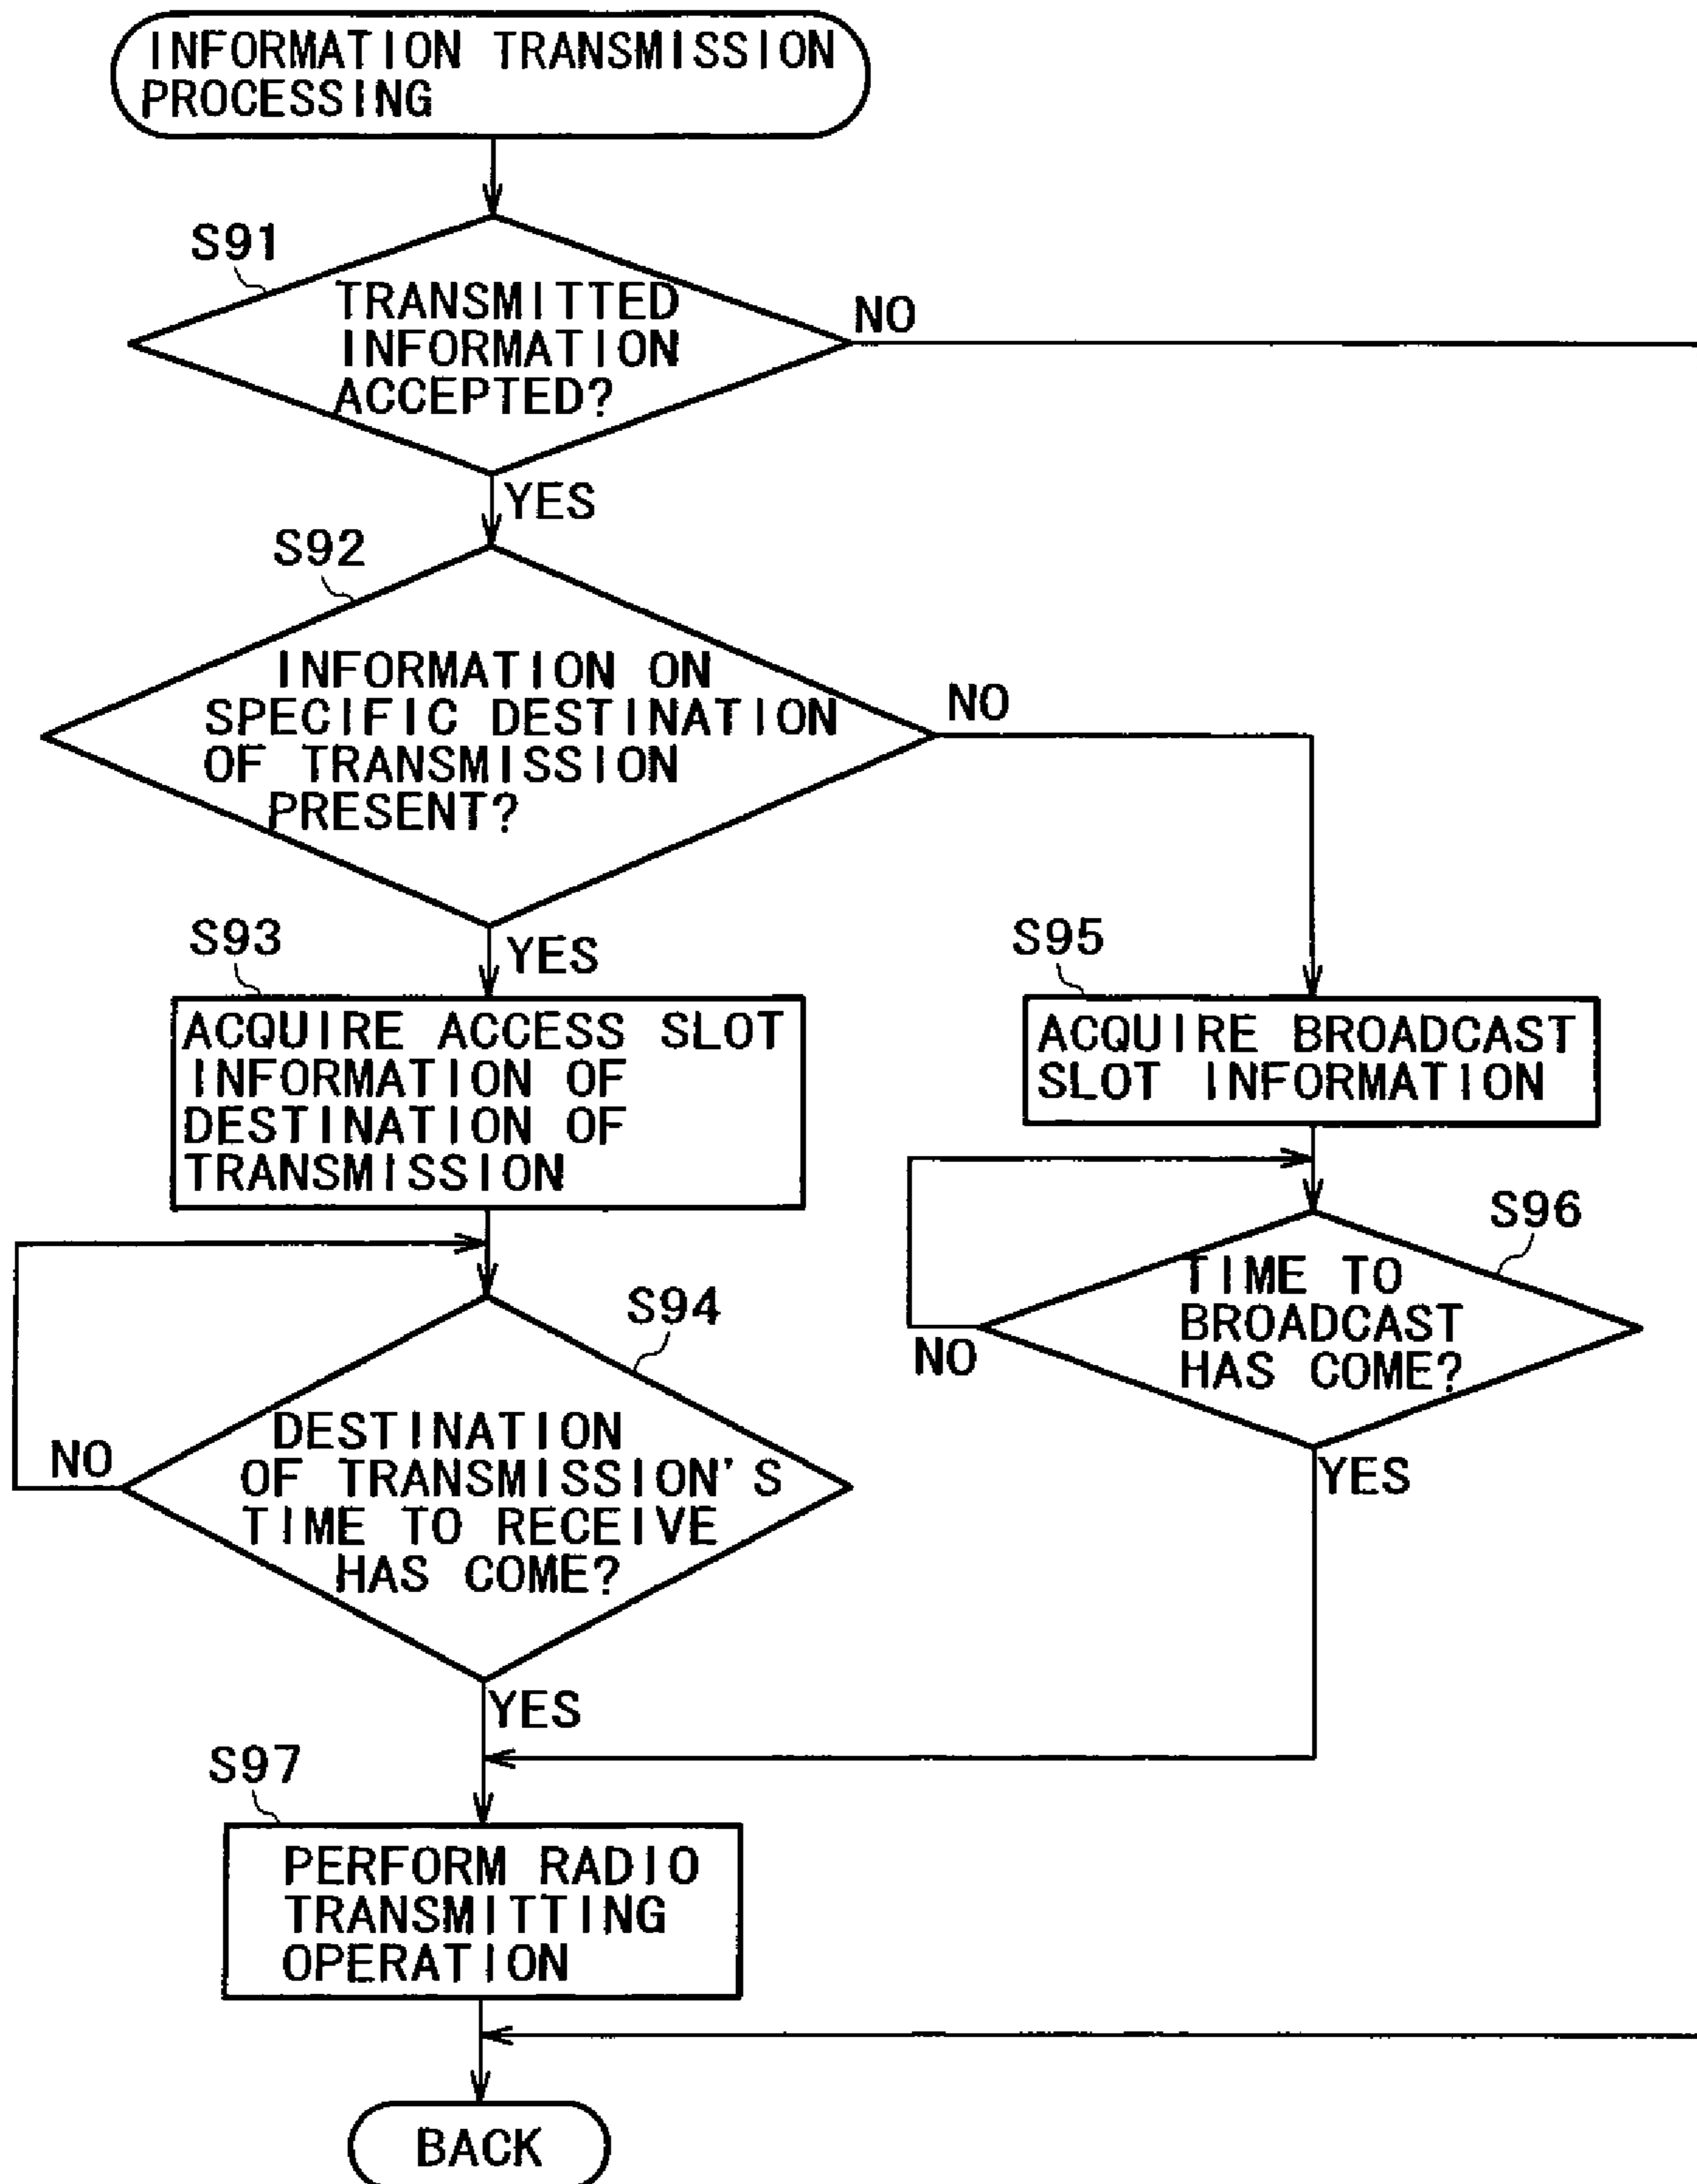 INFORMATION TRANSMISSION
PROCESSING
S91
TRANSMITTED
INFORMATION
ACCEPTED?
NO
YES
S92
INFORMATION ON
SPECIFIC DESTINATION
OF TRANSMISSION
PRESENT?
NO
YES
S93
ACQUIRE ACCESS SLOT
INFORMATION OF
DESTINATION OF
TRANSMISSION
S95
ACQUIRE BROADCAST
SLOT INFORMATION
S96
TIME TO
BROADCAST
HAS COME?
NO
YES
S94
DESTINATION
OF TRANSMISSION'S
TIME TO RECEIVE
HAS COME?
NO
YES
S97
PERFORM RADIO
TRANSMITTING
OPERATION
BACK